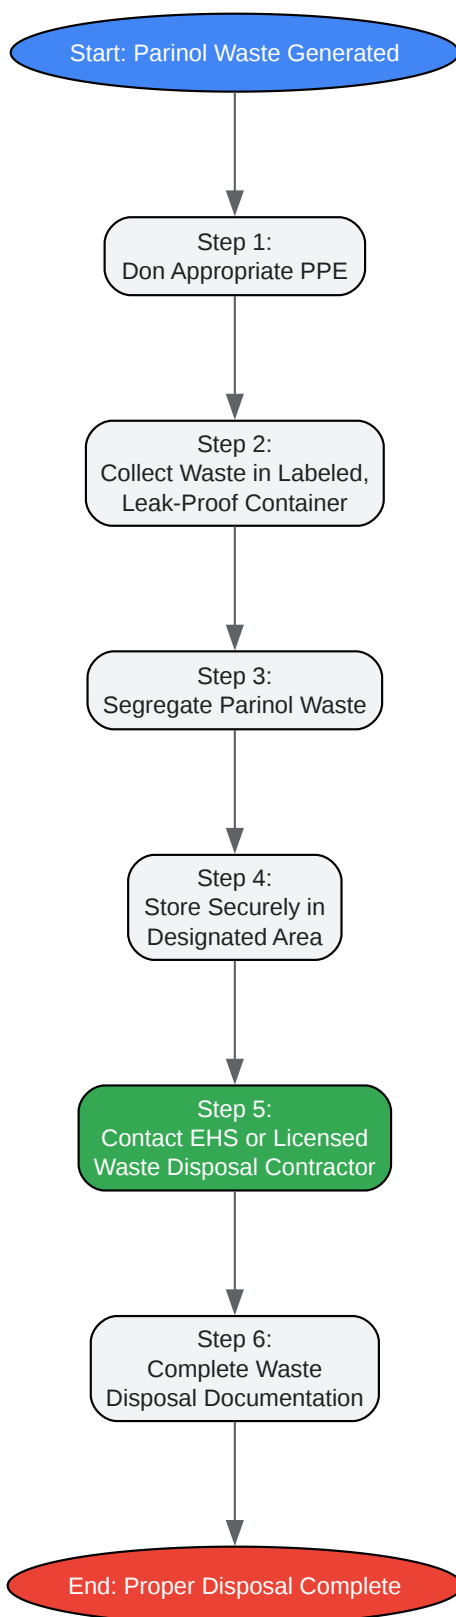 Start: Parinol Waste Generated
Step 1:
Don Appropriate PPE
Step 2:
Collect Waste in Labeled,
Leak-Proof Container
Step 3:
Segregate Parinol Waste
Step 4:
Store Securely in
Designated Area
Step 5:
Contact EHS or Licensed
Waste Disposal Contractor
Step 6:
Complete Waste
Disposal Documentation
End: Proper Disposal Complete